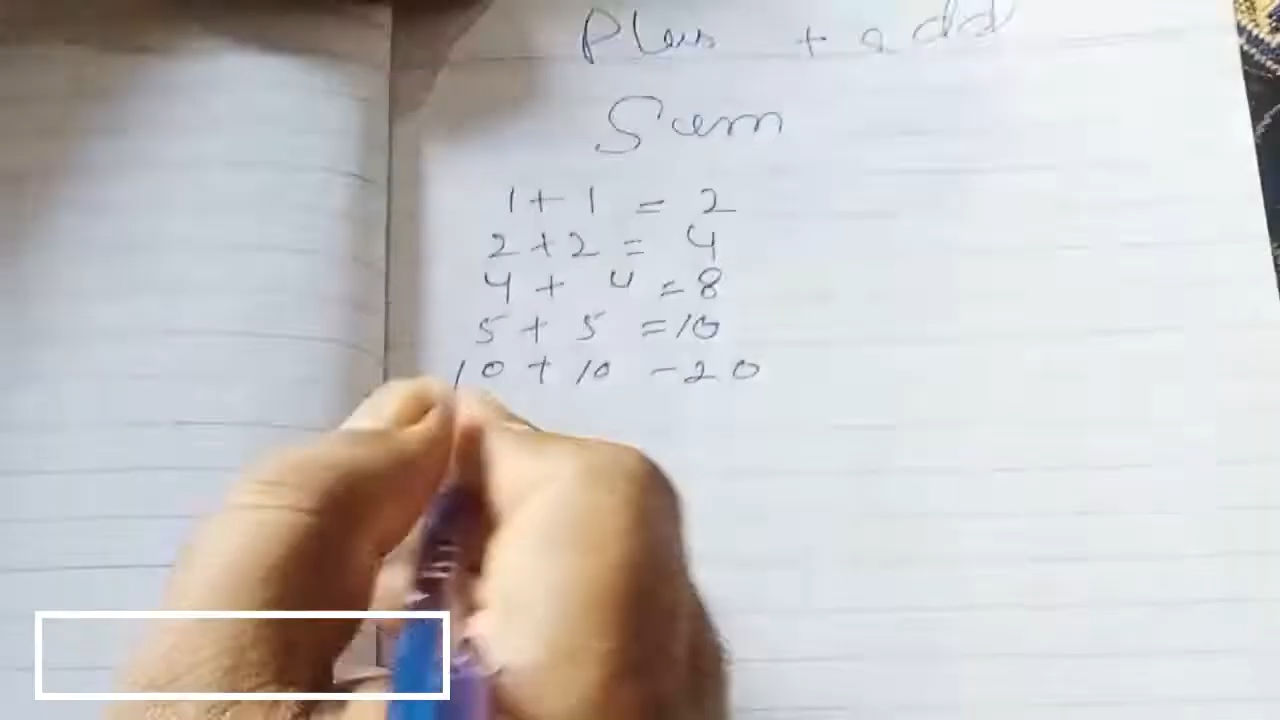 Plus + add
Sum
1 + 1 = 2
2 + 2 = 4
4 + 4 = 8
5 + 5 = 10
10 + 10 - 20